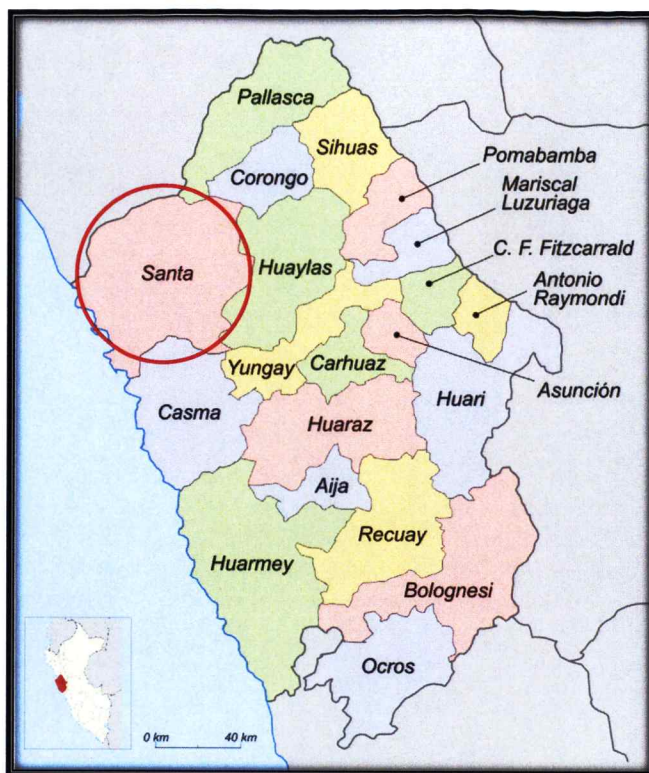 Pallasca
Sihuas
Corongo
Pomabamba
Mariscal
Luzuriaga
Santa
Huaylas
C. F. Fitzcarrald
Antonio
Raymondi
Yungay
Carhuaz
Asunción
Casma
Huaraz
Huari
Aija
Recuay
Huarmey
Bolognesi
Ocros
0 km
40 km